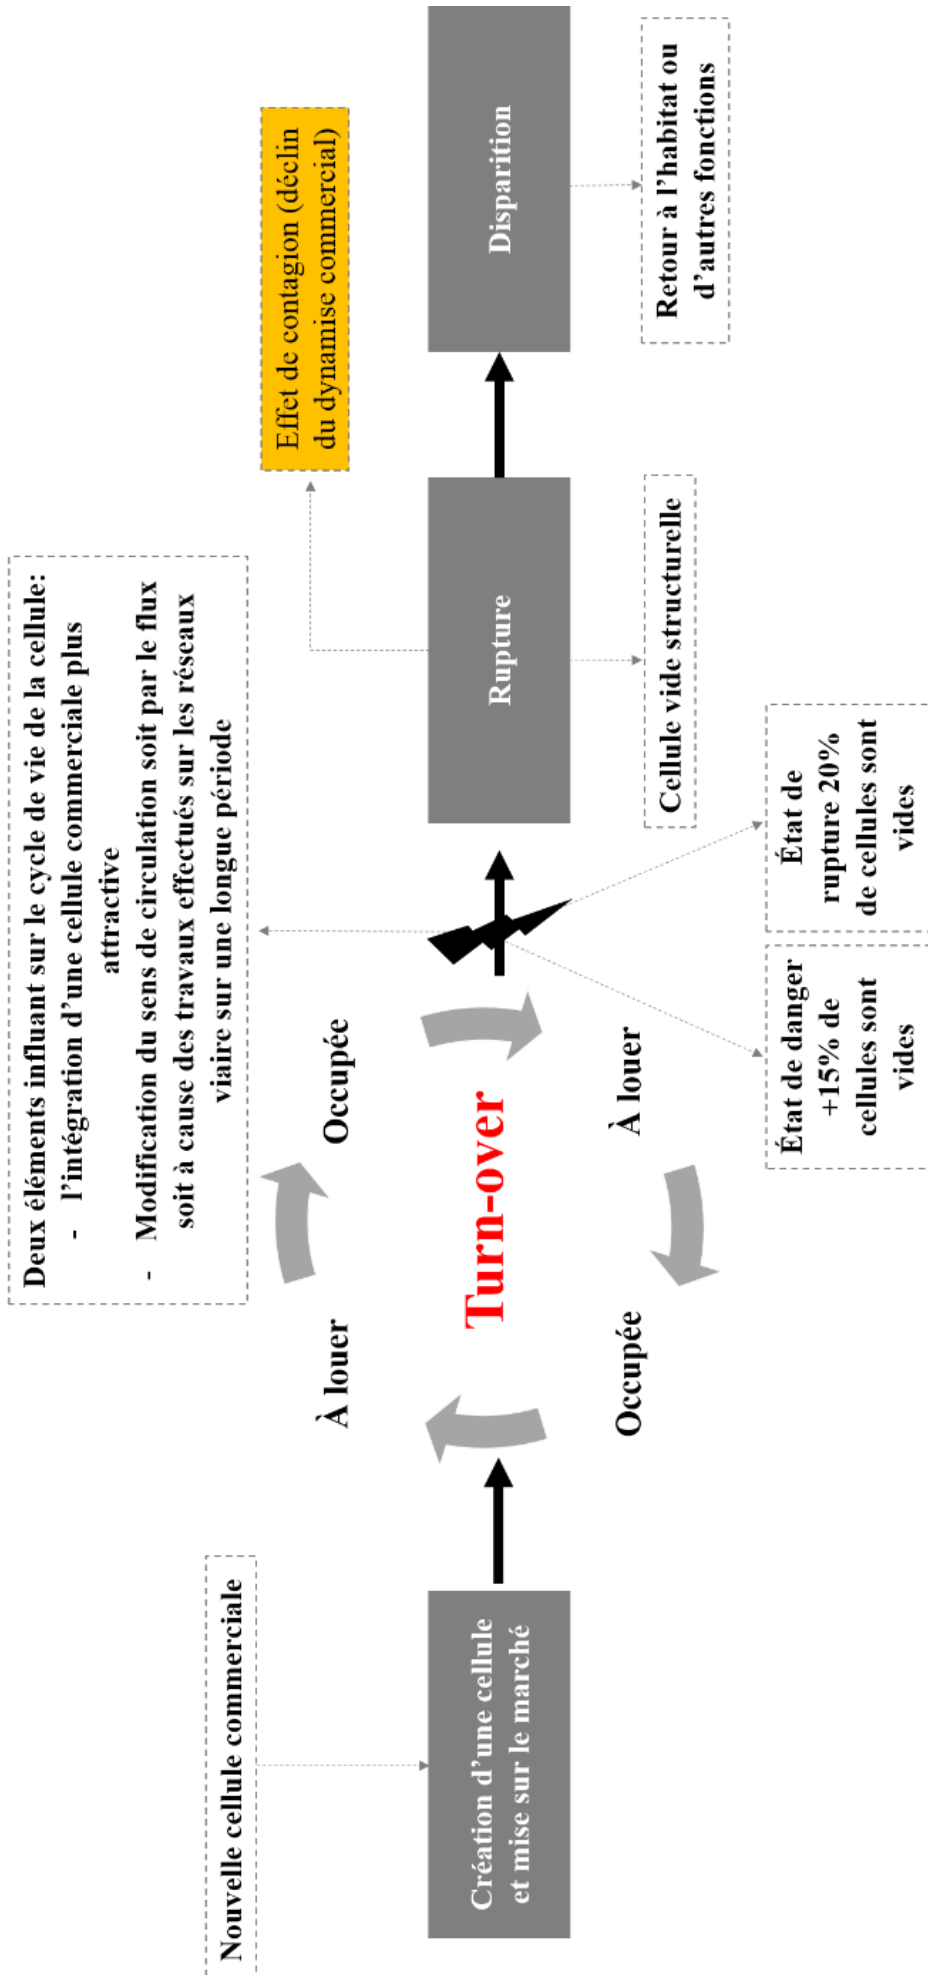 Deux éléments influant sur le cycle de vie de la cellule:
- l'intégration d'une cellule commerciale plus
attractive
- Modification du sens de circulation soit par le flux
soit à cause des travaux effectués sur les réseaux
viaire sur une longue période
Nouvelle cellule commerciale
Effet de contagion (déclin
du dynamise commercial)
À louer
Occupée
Création d'une cellule
et mise sur le marché
Turn-over
Rupture
Disparition
Occupée
À louer
Cellule vide structurelle
Retour à l'habitat ou
d'autres fonctions
État de danger
+15% de
cellules sont
vides
État de
rupture 20%
de cellules sont
vides